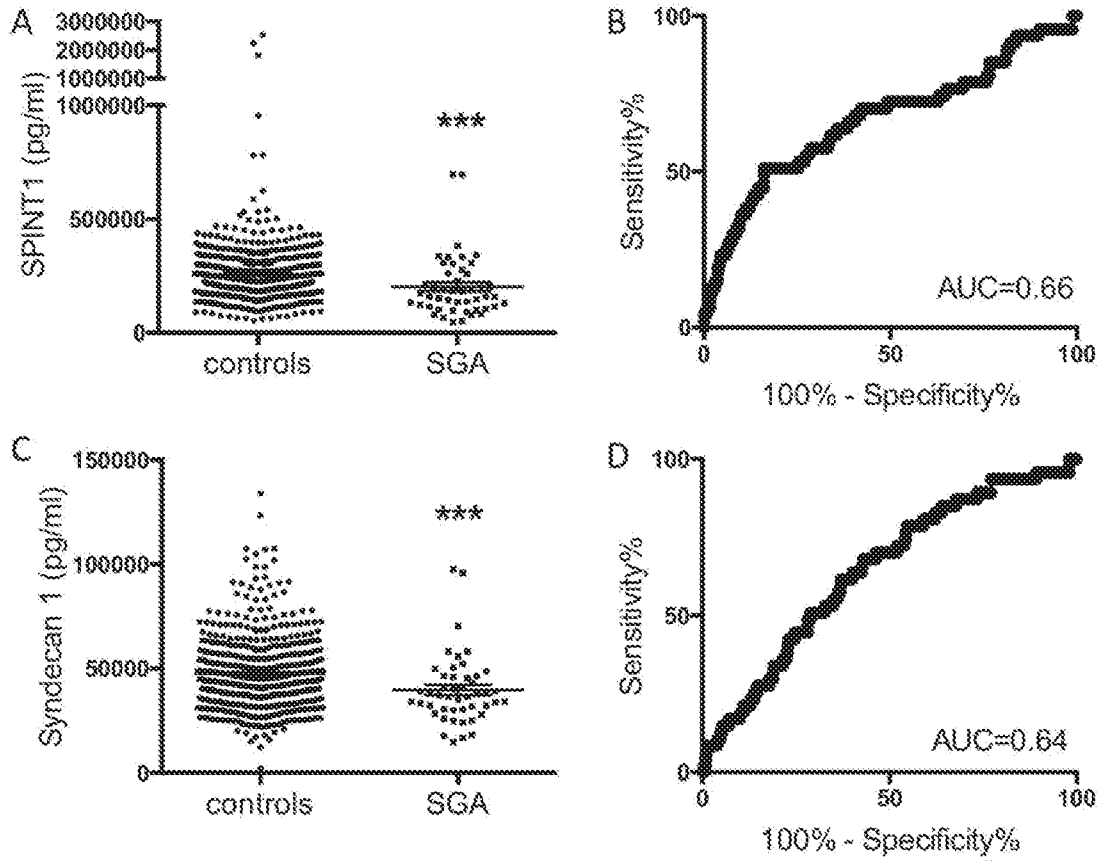 A
SPINT1 (pg/ml)
3000000
2000000
1000000
1000000
500000
0
***
controls
SGA
B
Sensitivity%
100
50
0
AUC=0.66
0
50
100
100% - Specificity%
C
Syndecan 1 (pg/ml)
150000
100000
50000
0
***
controls
SGA
D
Sensitivity%
100
50
0
AUC=0.64
0
50
100
100% - Specificity%